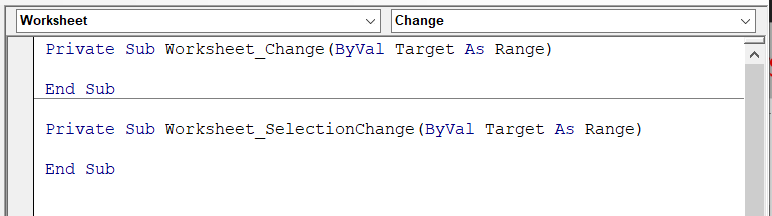 Worksheet
Change
Private Sub Worksheet_Change(ByVal Target As Range)
End Sub
Private Sub Worksheet_SelectionChange(ByVal Target As Range)
End Sub